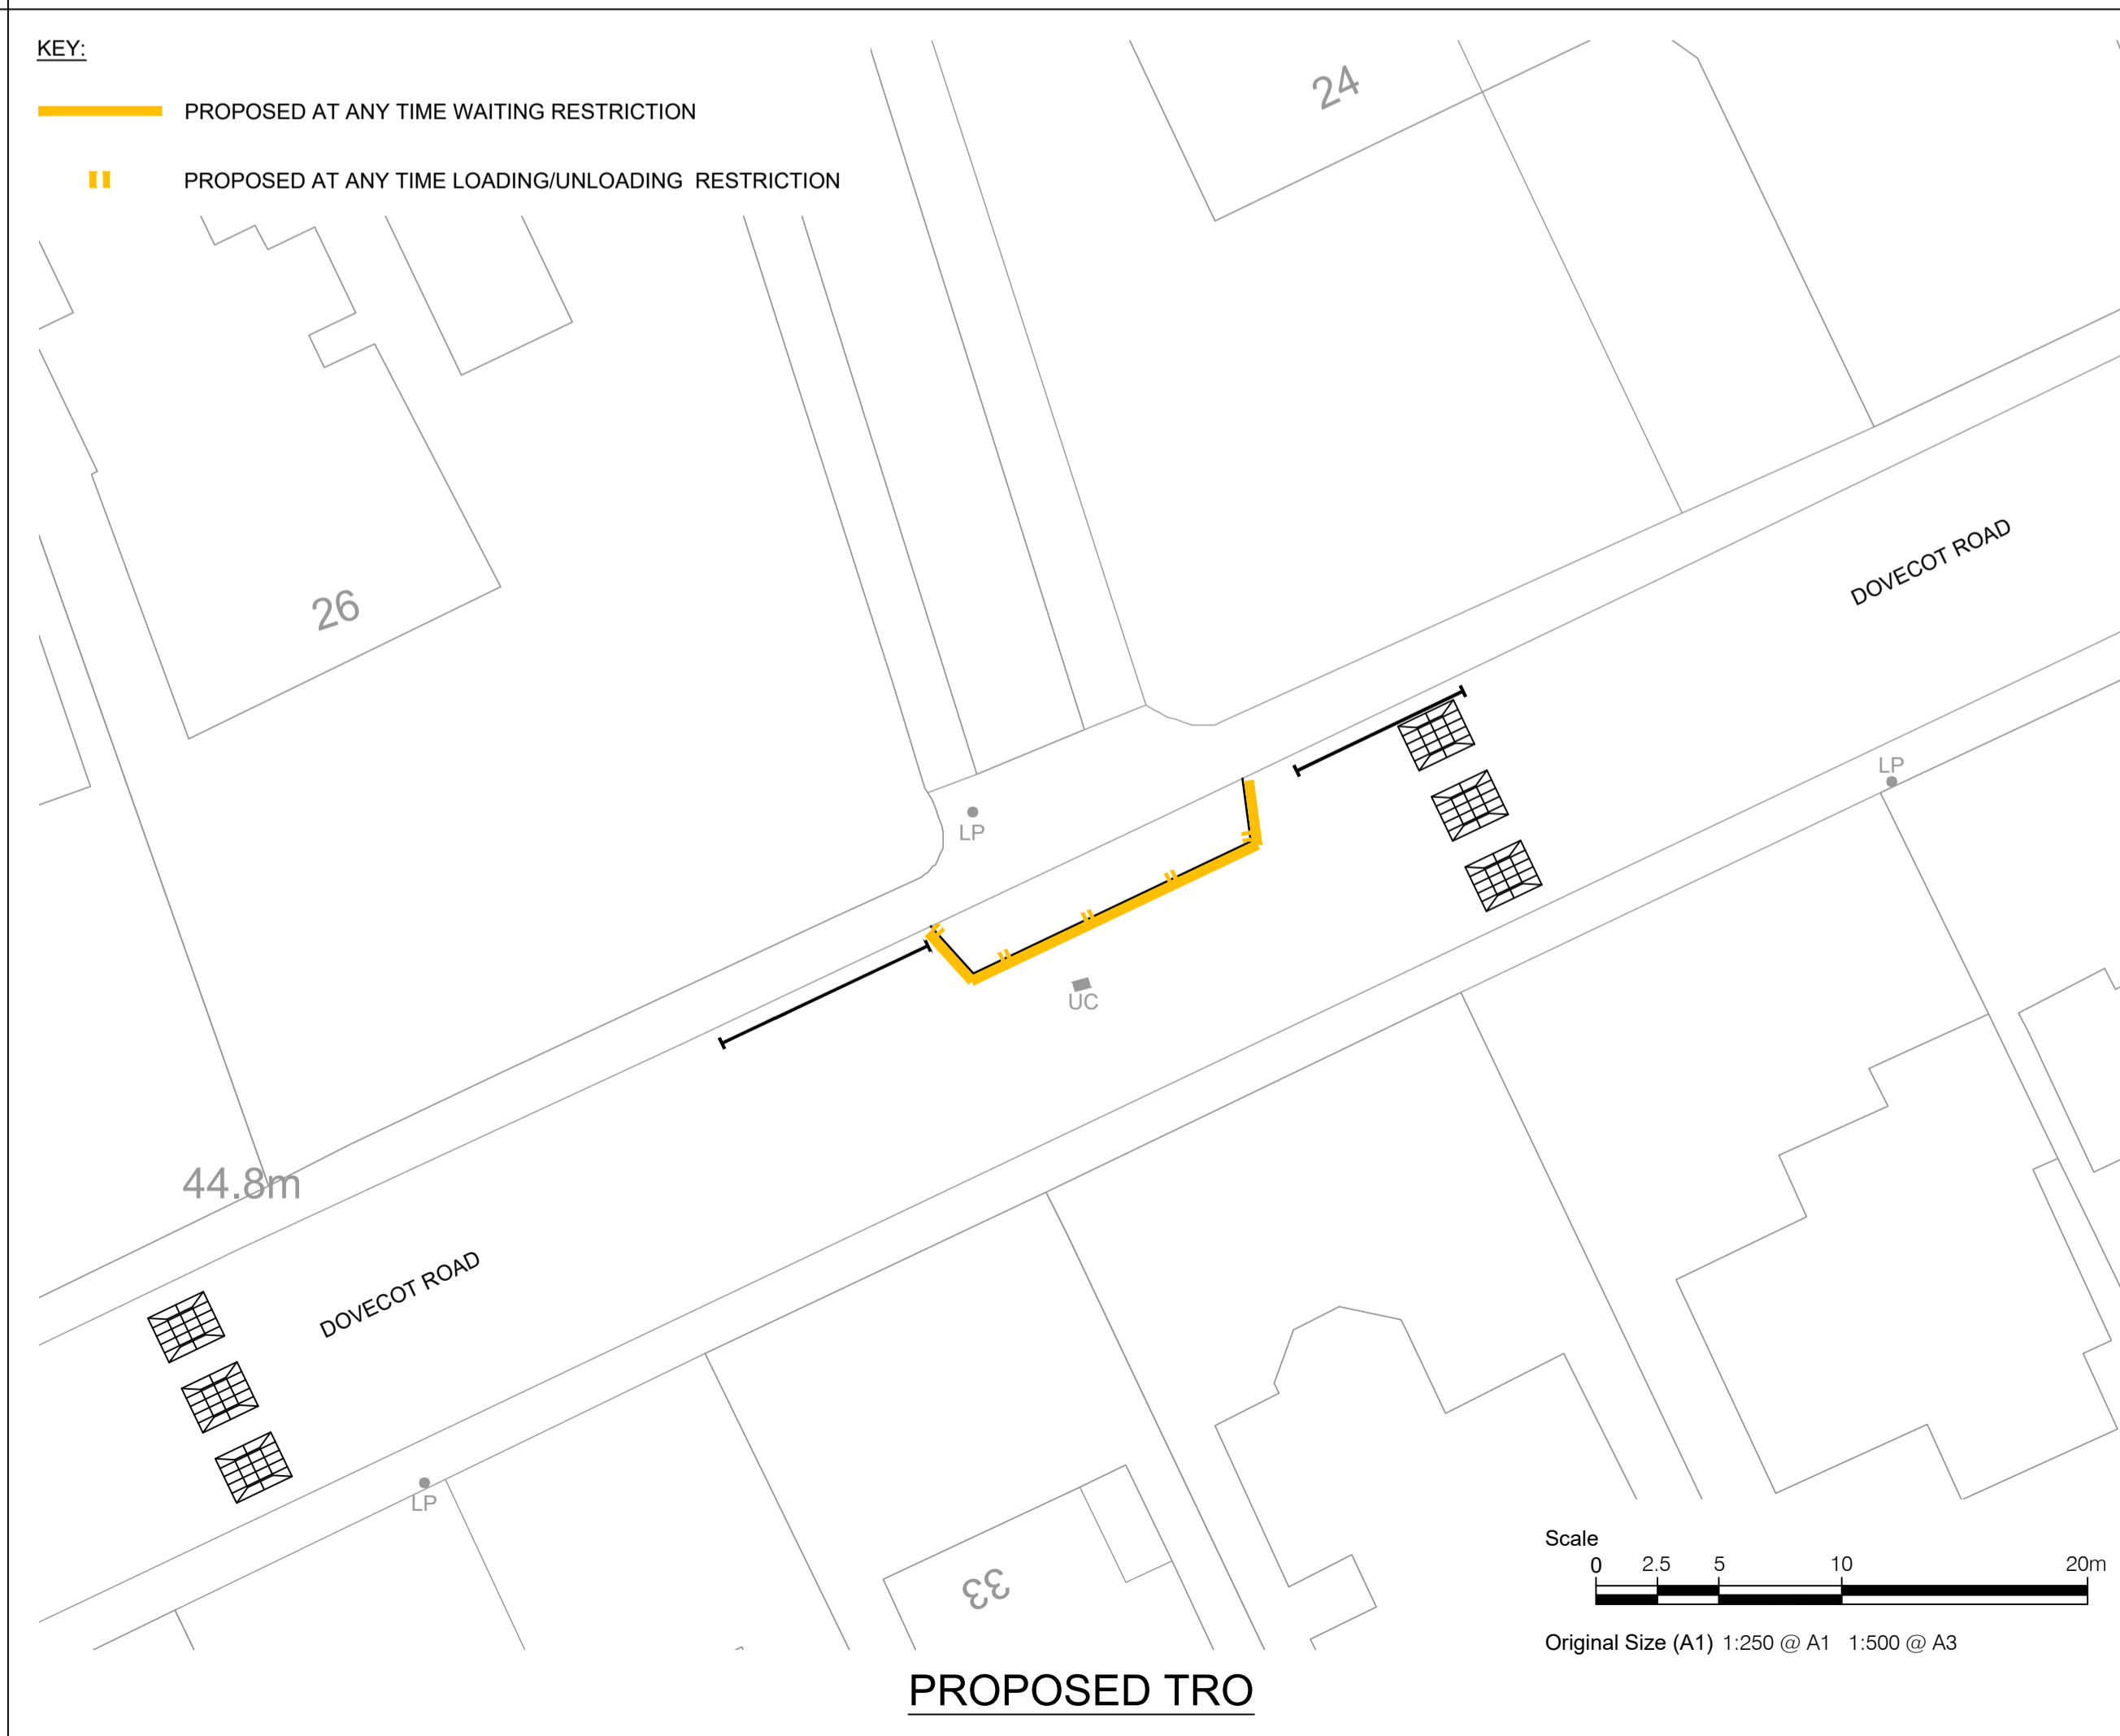 KEY:
PROPOSED AT ANY TIME WAITING RESTRICTION
PROPOSED AT ANY TIME LOADING/UNLOADING RESTRICTION
24
26
DOVECOT ROAD
LP
LP
UC
44.8m
DOVECOT ROAD
LP
33
Scale
0 2.5 5 10 20m
Original Size (A1) 1:250 @ A1 1:500 @ A3
PROPOSED TRO